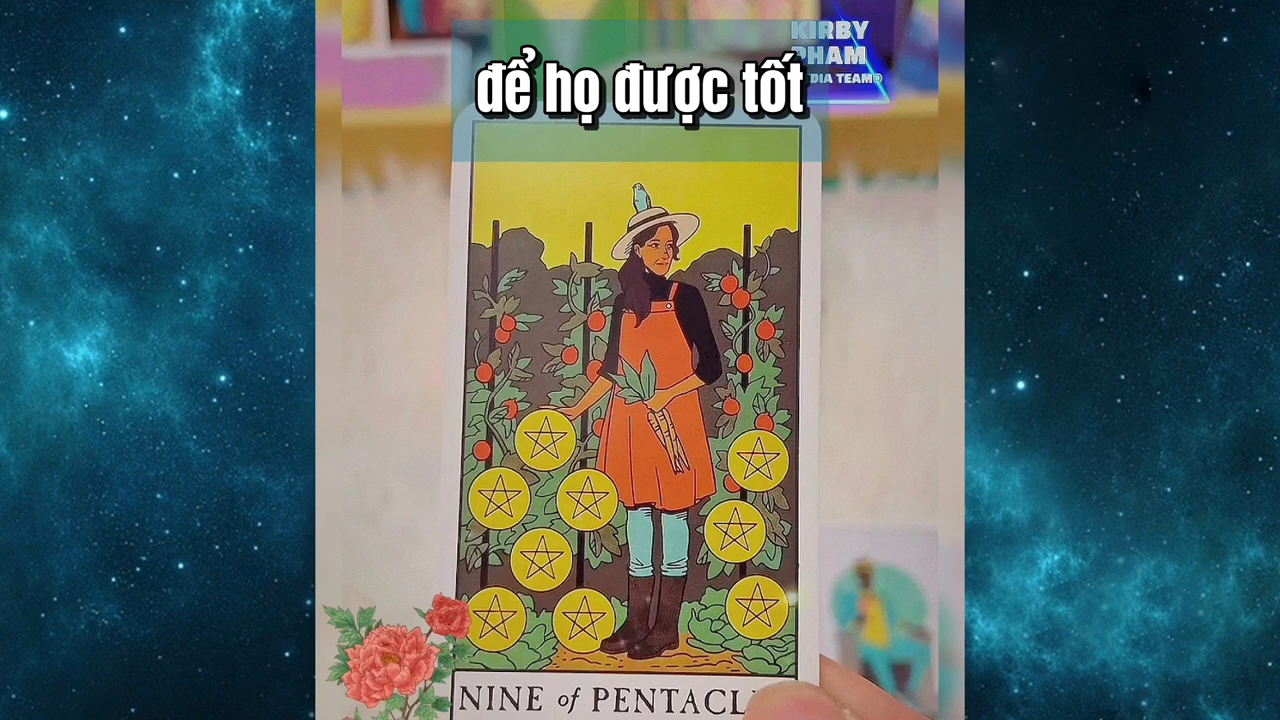 KIRBY
PHAM
để họ được tốt
NINE of PENTACL